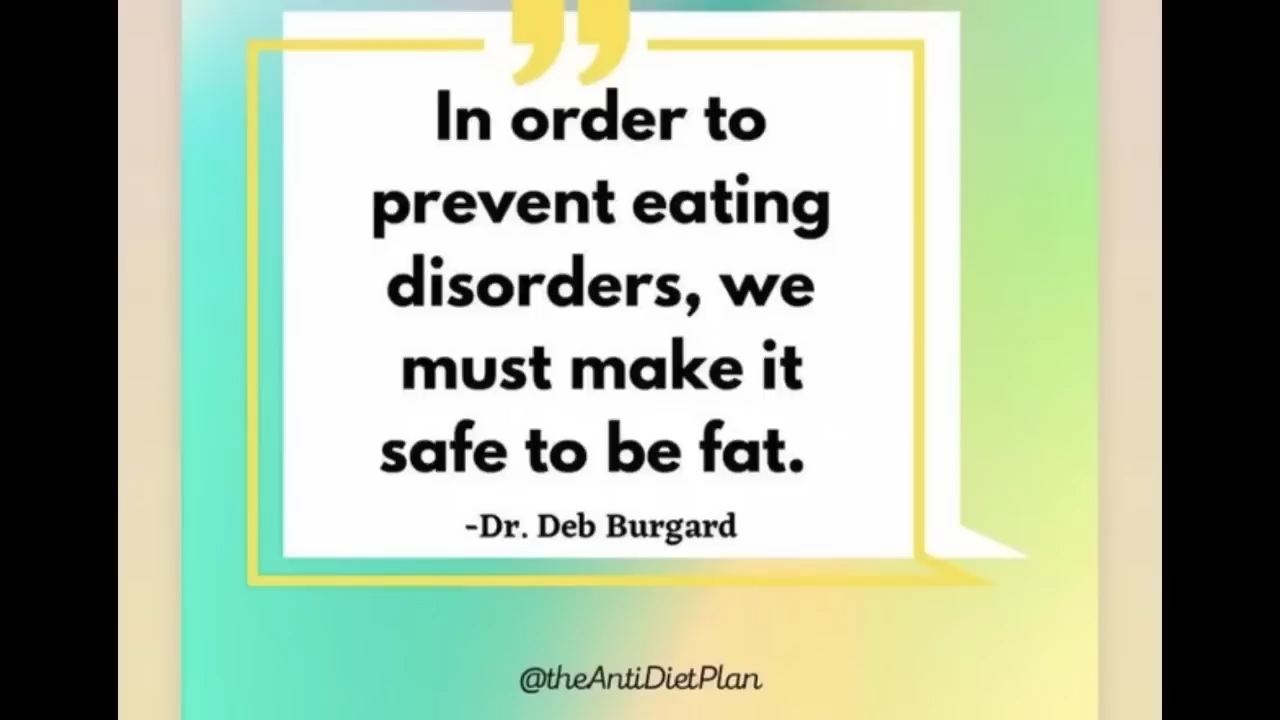 In order to
prevent eating
disorders, we
must make it
safe to be fat.
-Dr. Deb Burgard
@theAntiDietPlan